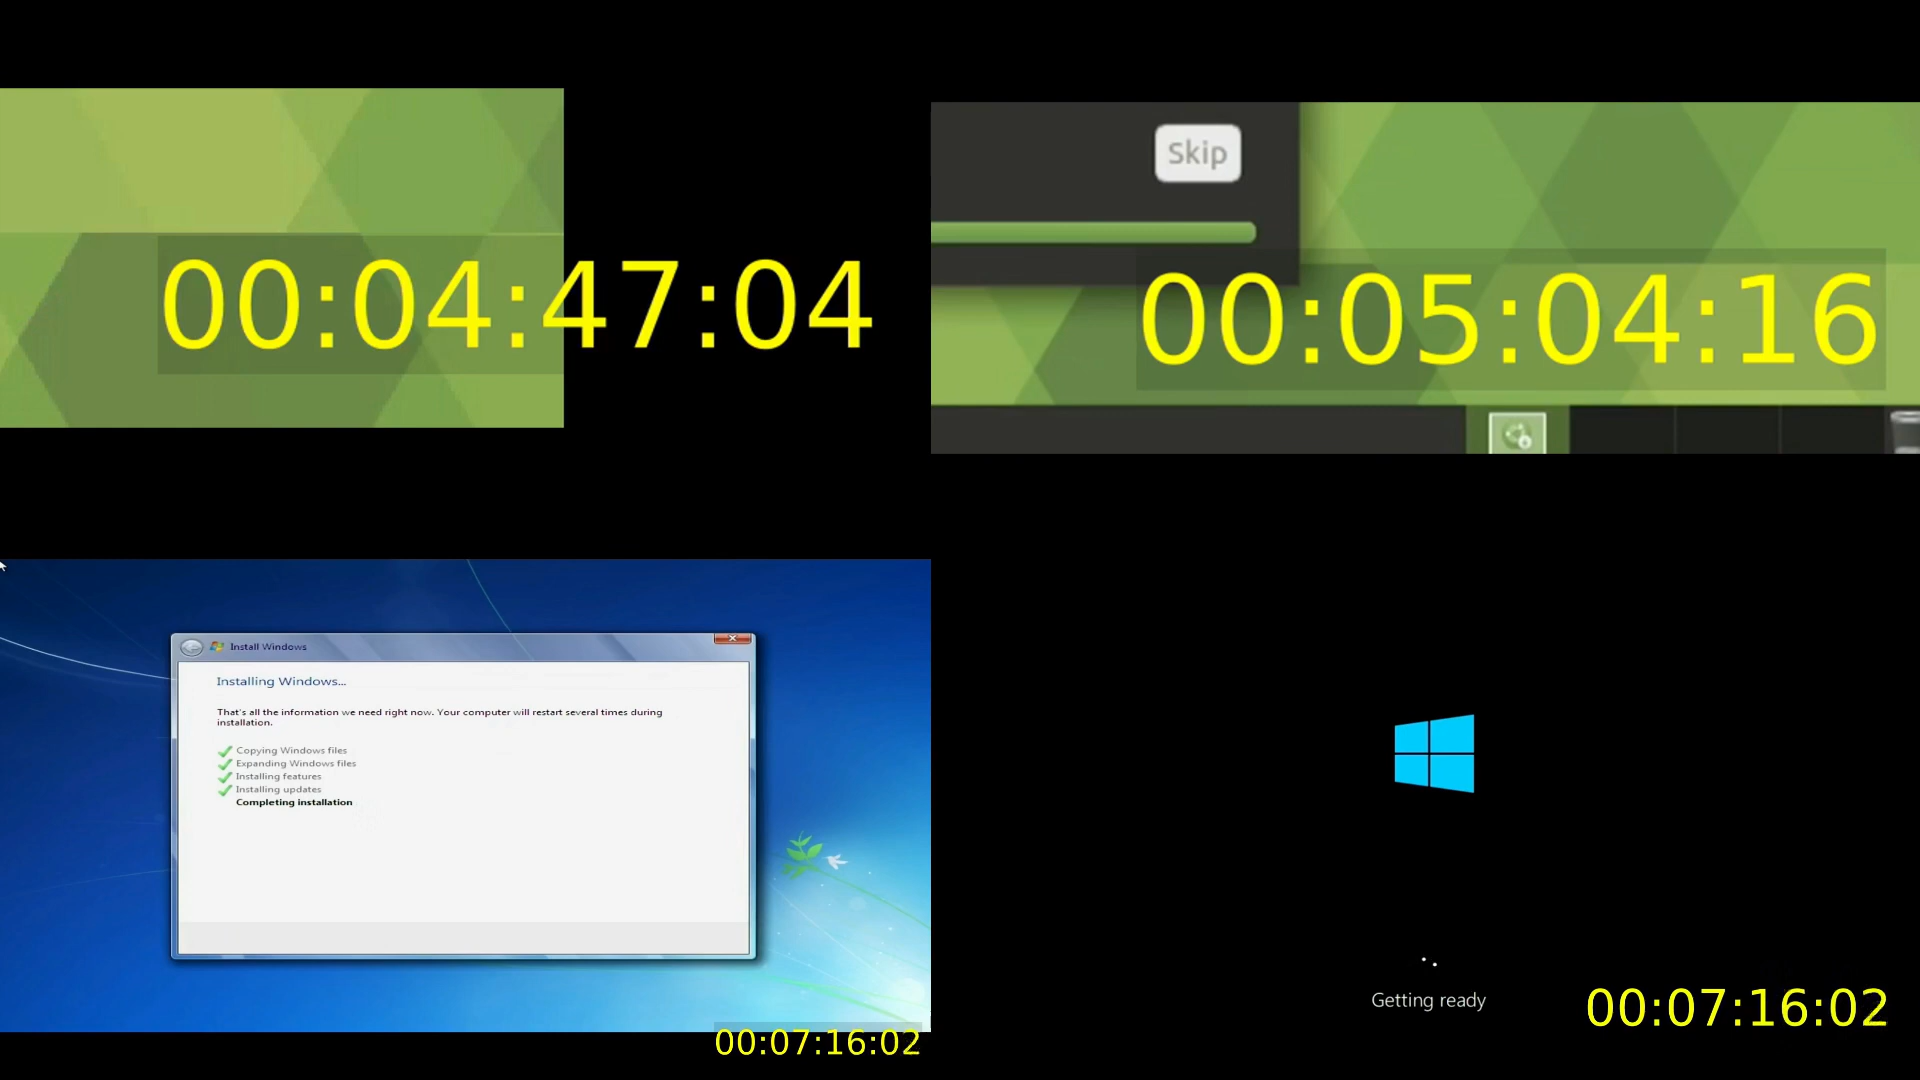 00:04:47:04
Skip
00:05:04:16
Install Windows
Installing Windows...
That's all the information we need right now. Your computer will restart several times during
installation.
Copying Windows files
Expanding Windows files
Installing features
Installing updates
Completing installation
00:07:16:02
Getting ready
00:07:16:02